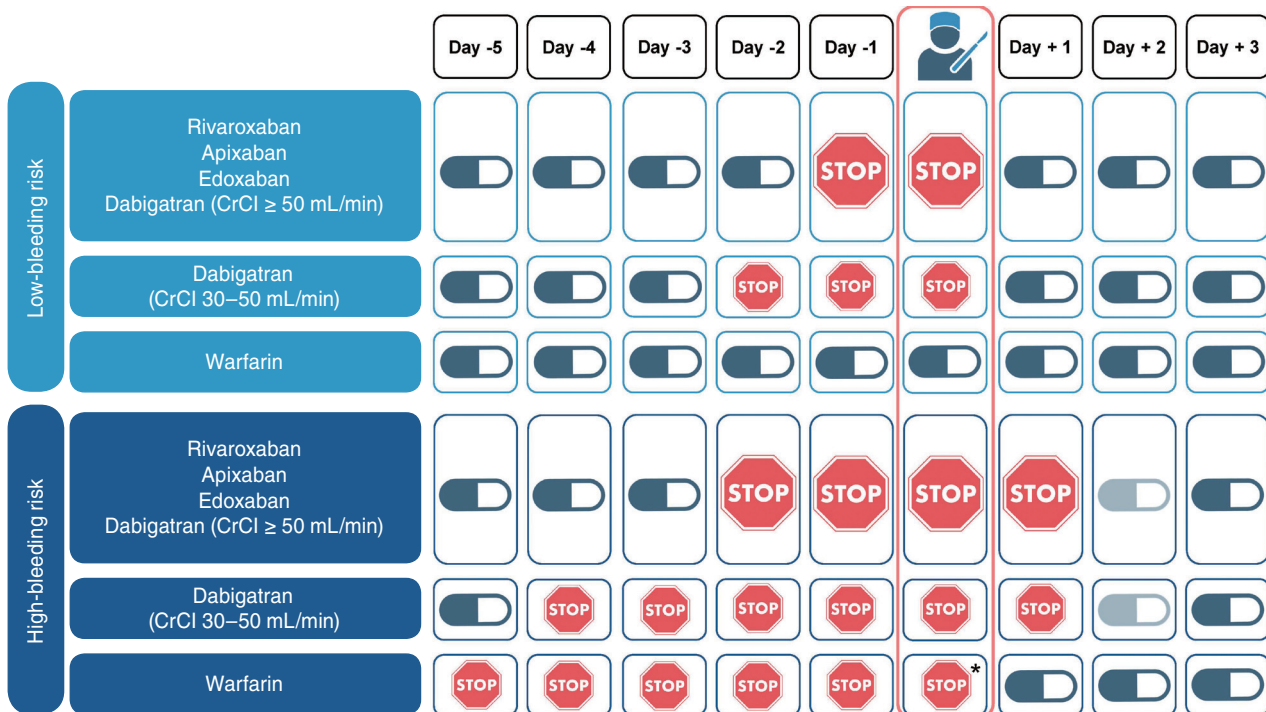 Day -5 Day -4 Day -3 Day -2 Day -1 Day + 1 Day + 2 Day + 3
Low-bleeding risk
Rivaroxaban
Apixaban
Edoxaban
Dabigatran (CrCl ≥ 50 mL/min)
STOP STOP
Dabigatran
(CrCl 30–50 mL/min)
STOP STOP STOP
Warfarin
High-bleeding risk
Rivaroxaban
Apixaban
Edoxaban
Dabigatran (CrCl ≥ 50 mL/min)
STOP STOP STOP STOP
Dabigatran
(CrCl 30–50 mL/min)
STOP STOP STOP STOP STOP STOP
Warfarin
STOP STOP STOP STOP STOP STOP *